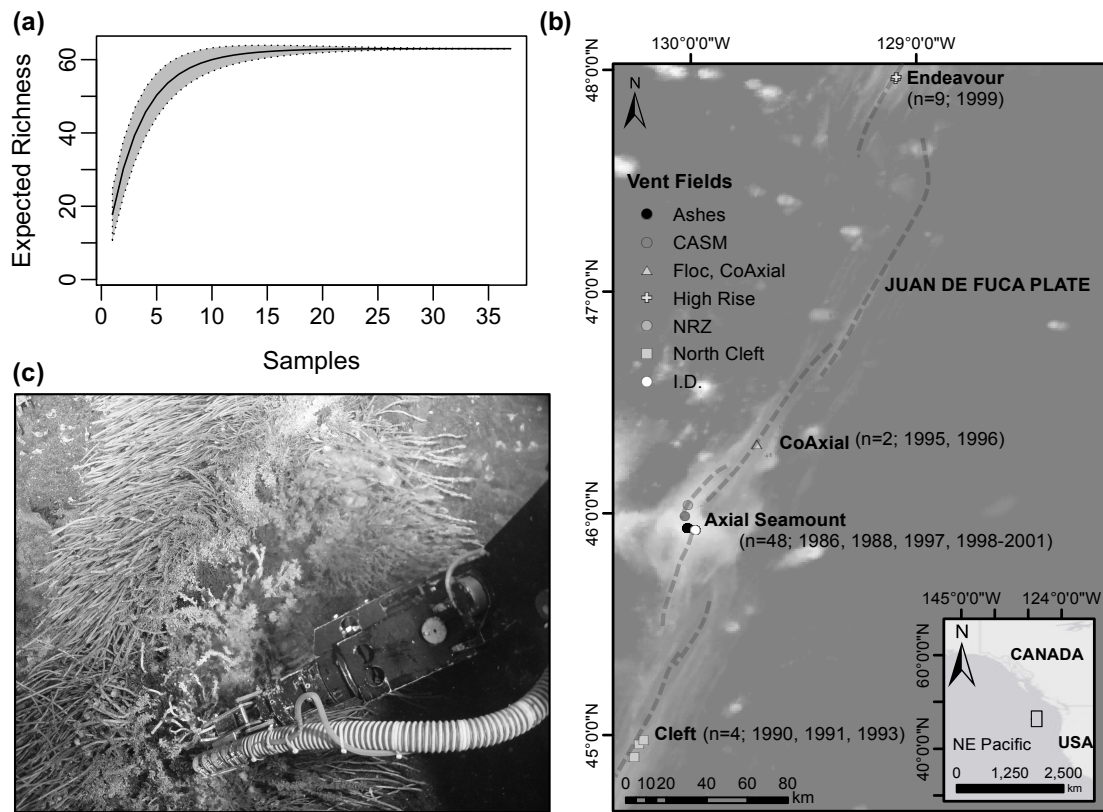 (a)
Expected Richness
60
40
20
0
0 5 10 15 20 25 30 35
Samples
(b)
130°0'0"W 129°0'0"W
48°0'0"N
47°0'0"N
46°0'0"N
45°0'0"N
N
Endeavour
(n=9; 1999)
Vent Fields
Ashes
CASM
Floc, CoAxial
High Rise
NRZ
North Cleft
I.D.
JUAN DE FUCA PLATE
CoAxial (n=2; 1995, 1996)
Axial Seamount
(n=48; 1986, 1988, 1997, 1998-2001)
Cleft (n=4; 1990, 1991, 1993)
0 10 20 40 60 80
km
145°0'0"W 124°0'0"W
60°0'0"N
40°0'0"N
N
CANADA
NE Pacific
USA
0 1,250 2,500
km
(c)